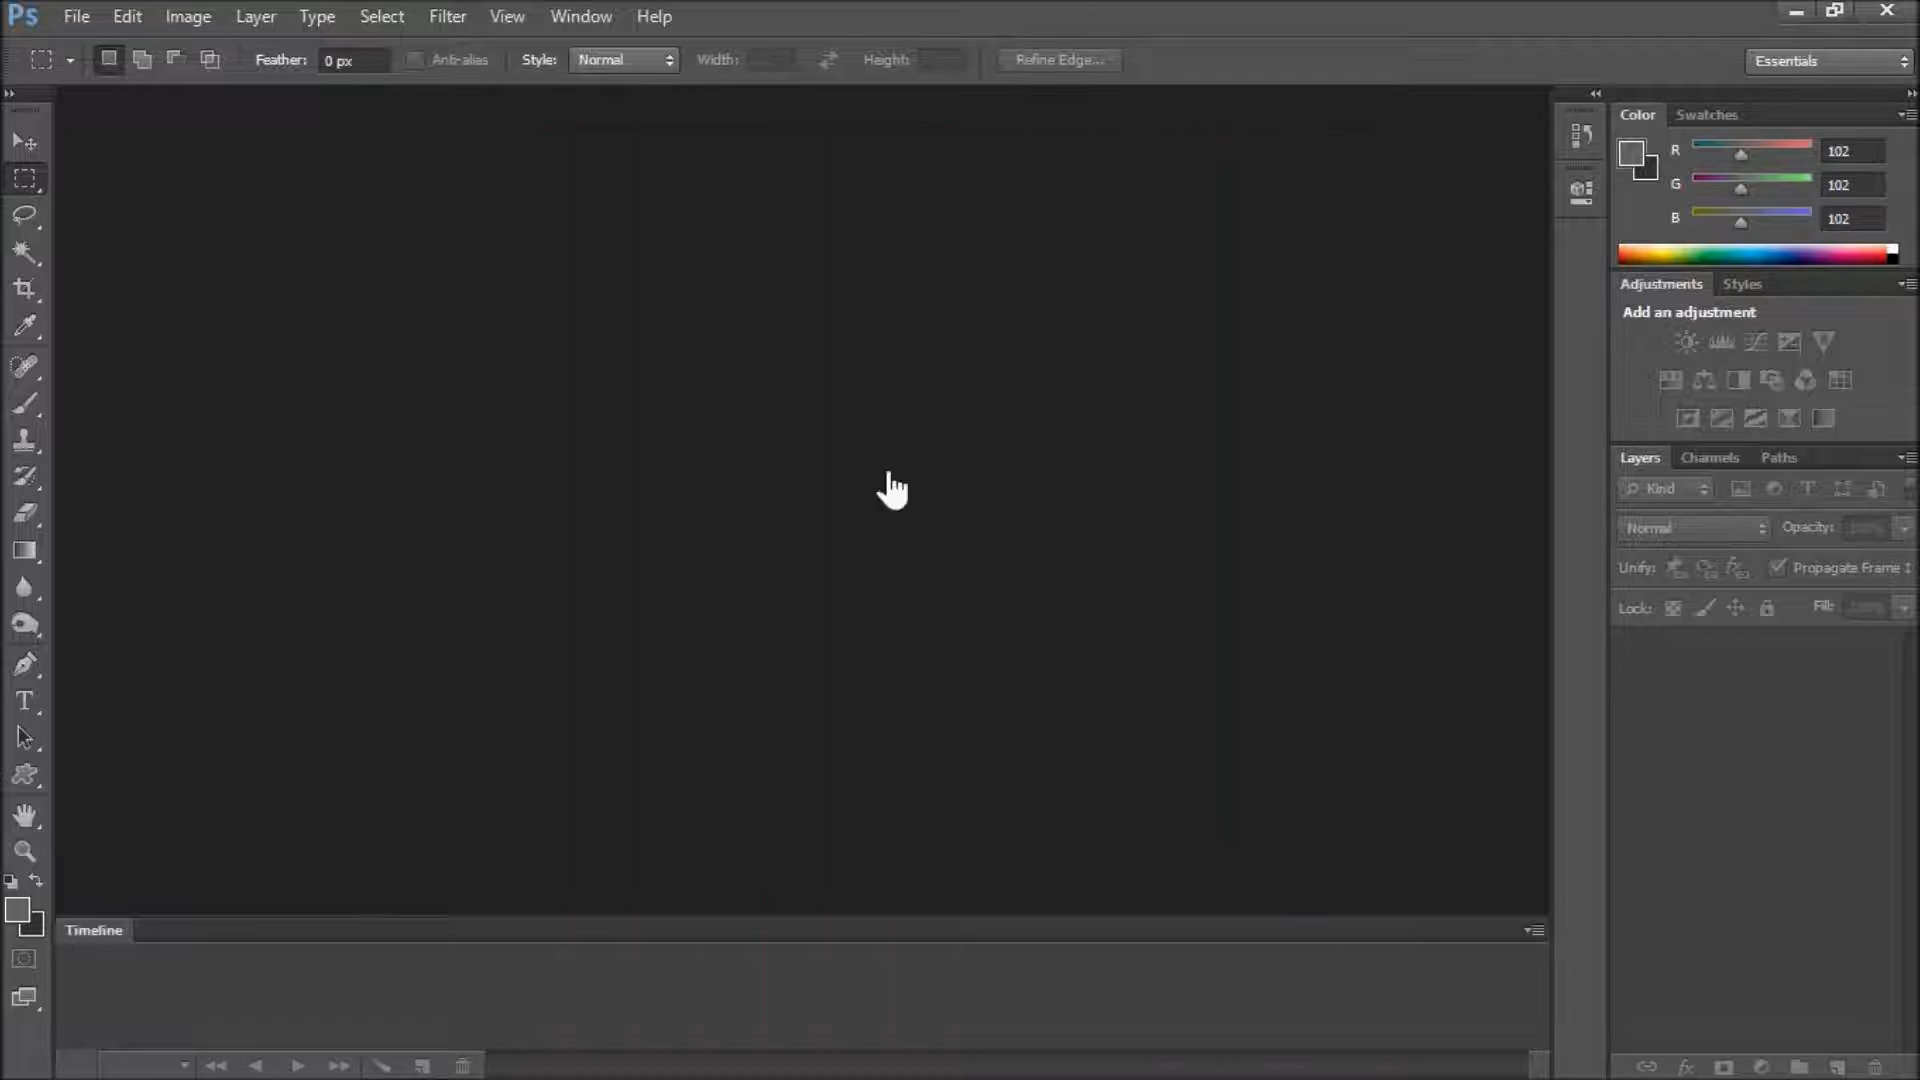 Ps File Edit Image Layer Type Select Filter View Window Help
Feather: 0 px Anti-alias Style: Normal Width: Height: Refine Edge... Essentials
Color Swatches
R 102
G 102
B 102
Adjustments Styles
Add an adjustment
Layers Channels Paths
Kind
Normal Opacity: 100%
Unify: Propagate Frame 1
Lock: Fill: 100%
Timeline